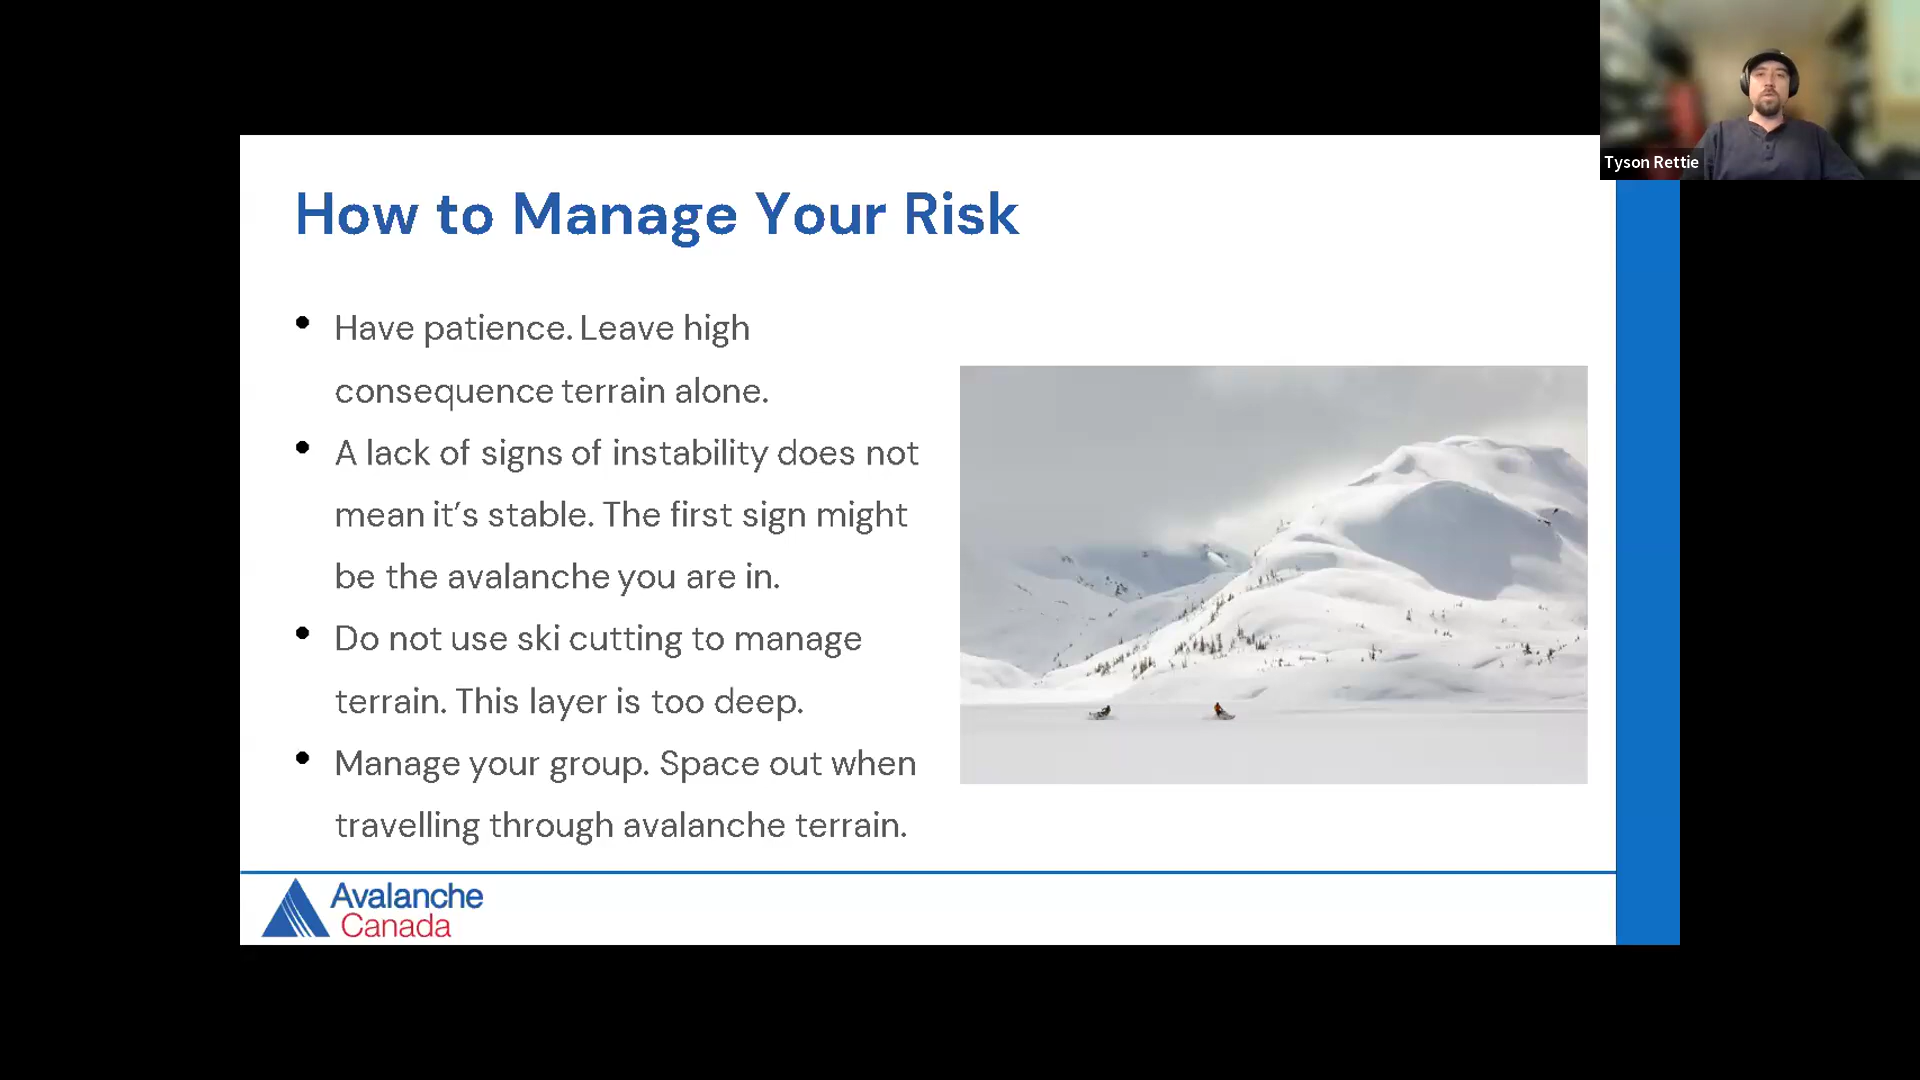 Tyson Rettie
How to Manage Your Risk
• Have patience. Leave high
consequence terrain alone.
• A lack of signs of instability does not
mean it’s stable. The first sign might
be the avalanche you are in.
• Do not use ski cutting to manage
terrain. This layer is too deep.
• Manage your group. Space out when
travelling through avalanche terrain.
Avalanche
Canada